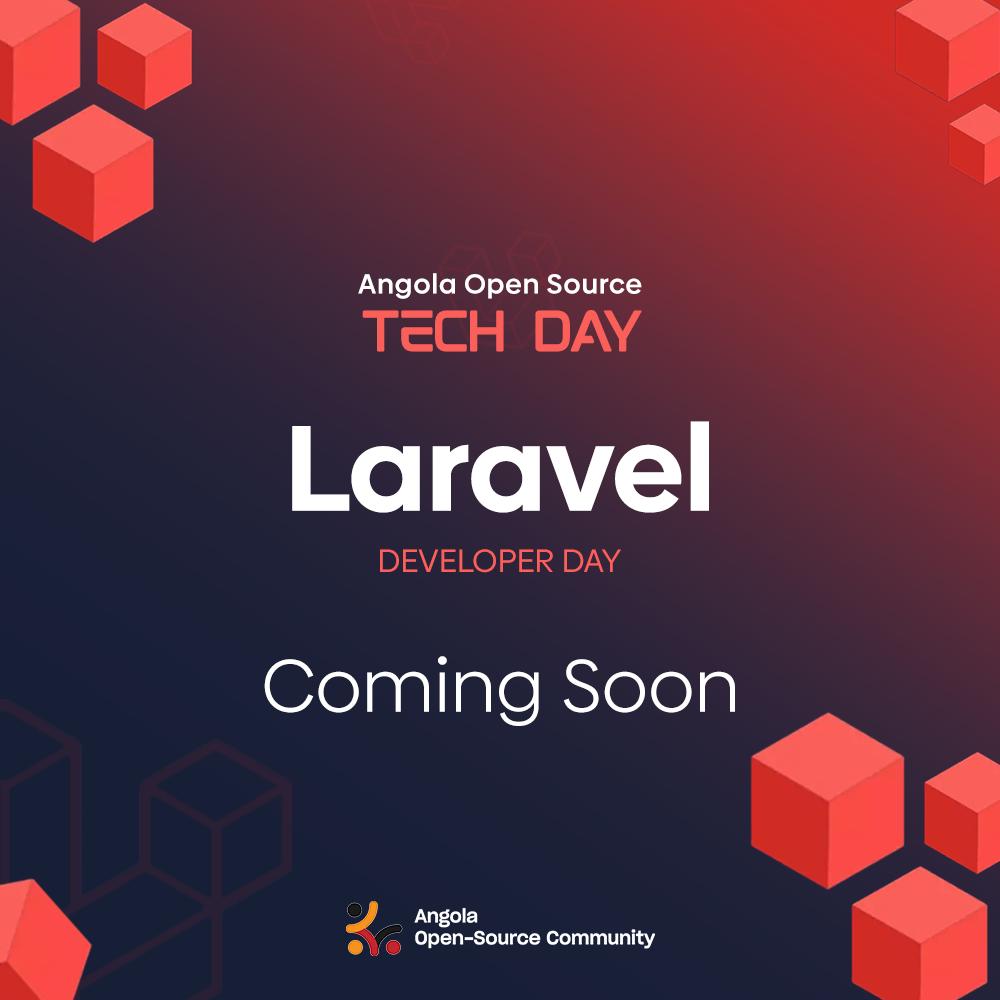 Angola Open Source
TECH DAY
Laravel
DEVELOPER DAY
Coming Soon
Angola
Open-Source Community